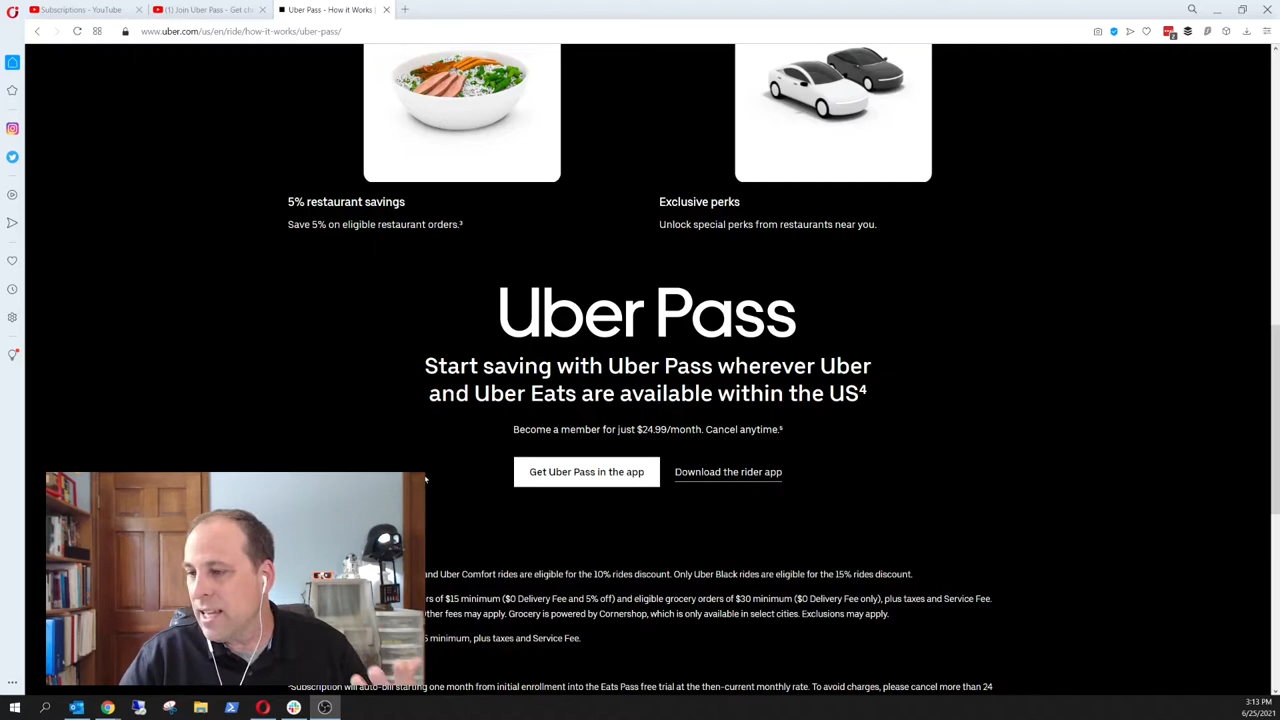 Subscriptions - YouTube
(1) Join Uber Pass - Get ch
Uber Pass - How it Works |
www.uber.com/us/en/ride/how-it-works/uber-pass/
2
5% restaurant savings
Save 5% on eligible restaurant orders.³
Exclusive perks
Unlock special perks from restaurants near you.
Uber Pass
Start saving with Uber Pass wherever Uber
and Uber Eats are available within the US⁴
Become a member for just $24.99/month. Cancel anytime.⁵
Get Uber Pass in the app
Download the rider app
and Uber Comfort rides are eligible for the 10% rides discount. Only Uber Black rides are eligible for the 15% rides discount.
rs of $15 minimum ($0 Delivery Fee and 5% off) and eligible grocery orders of $30 minimum ($0 Delivery Fee only), plus taxes and Service Fee.
ther fees may apply. Grocery is powered by Cornershop, which is only available in select cities. Exclusions may apply.
5 minimum, plus taxes and Service Fee.
Subscription will auto-bill starting one month from initial enrollment into the Eats Pass free trial at the then-current monthly rate. To avoid charges, please cancel more than 24
3:13 PM
6/25/2021